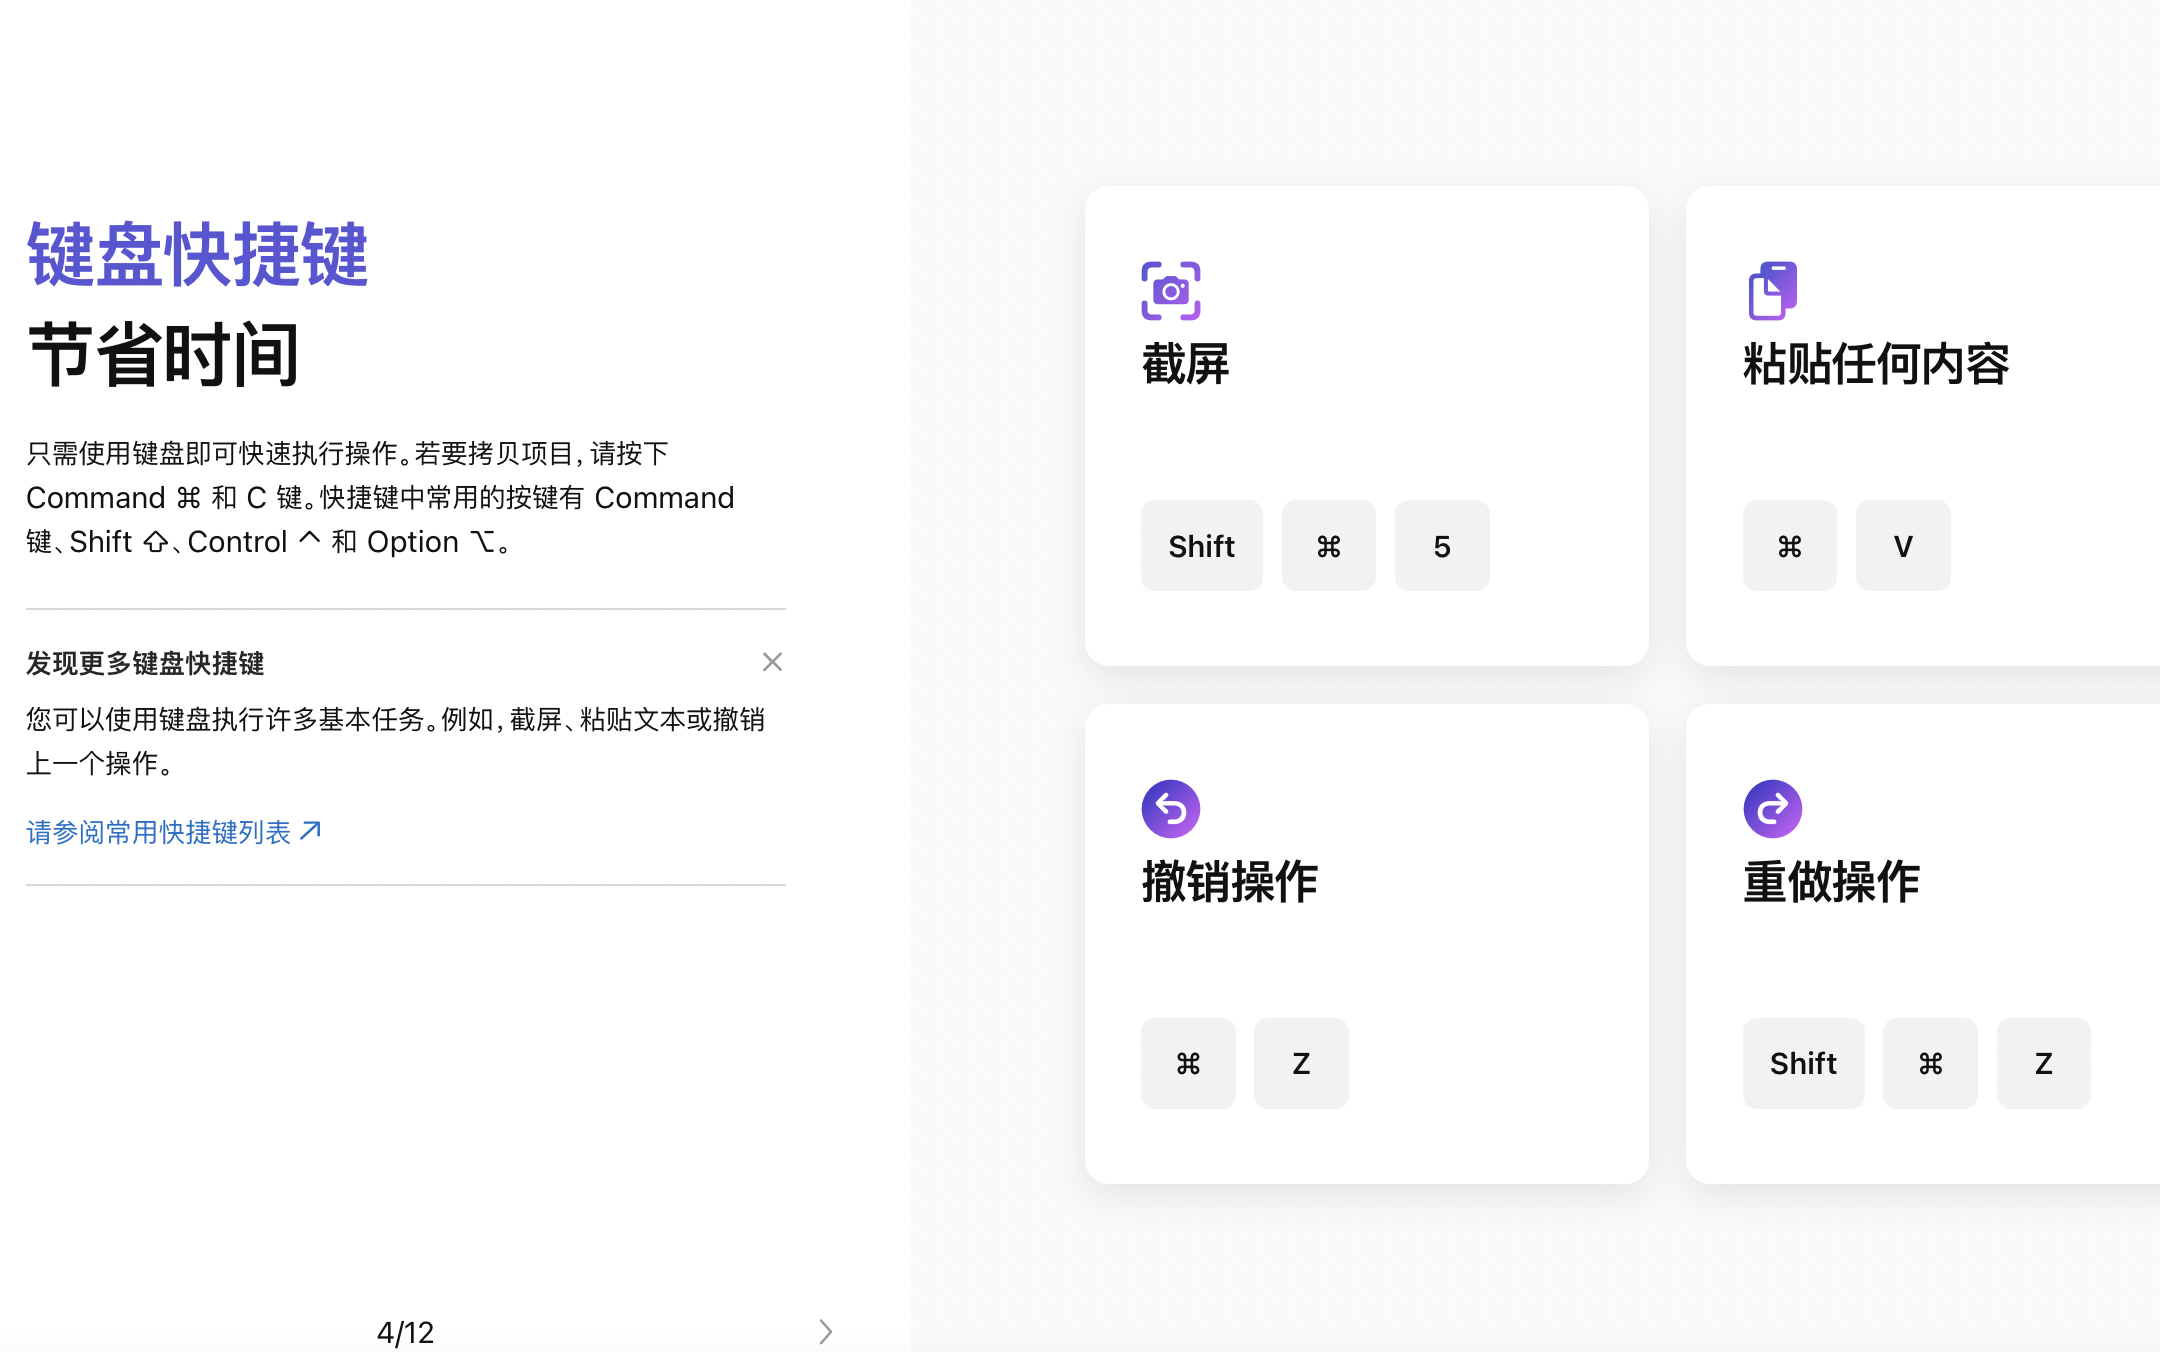 键盘快捷键
节省时间
只需使用键盘即可快速执行操作。若要拷贝项目，请按下
Command ⌘ 和 C 键。快捷键中常用的按键有 Command
键、Shift ⇧、Control ^ 和 Option ⌥。
发现更多键盘快捷键
您可以使用键盘执行许多基本任务。例如，截屏、粘贴文本或撤销
上一个操作。
请参阅常用快捷键列表
4/12
截屏
Shift ⌘ 5
粘贴任何内容
⌘ V
撤销操作
⌘ Z
重做操作
Shift ⌘ Z